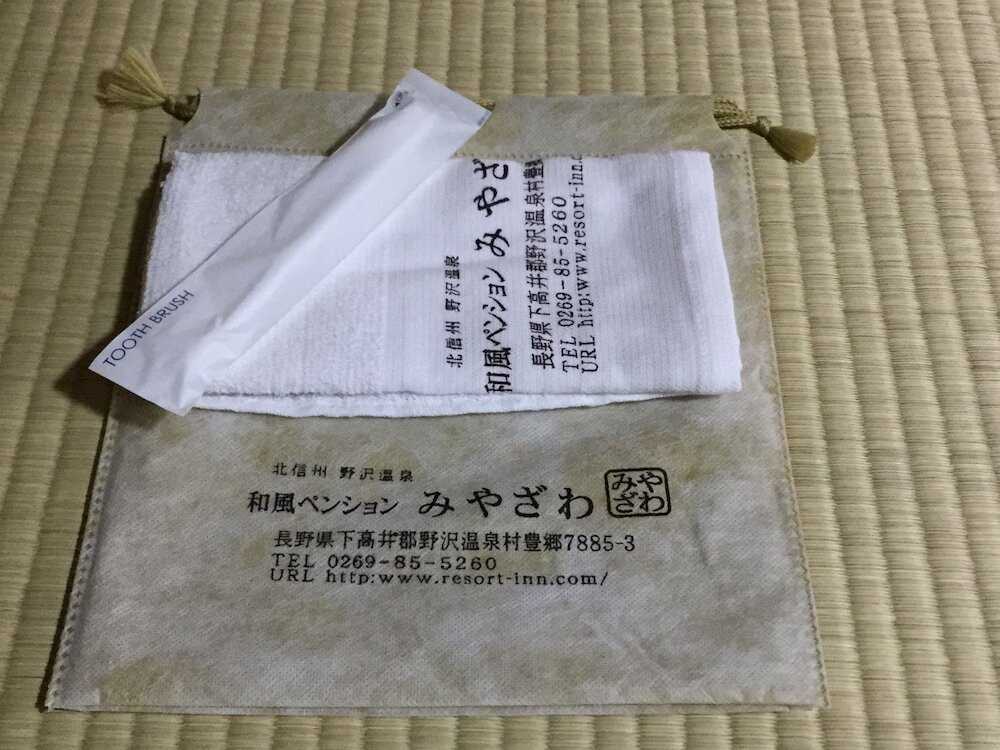 TOOTH BRUSH
北信州 野沢温泉
和風ペンション みやざ
長野県下高井郡野沢温泉村豊郷
TEL 0269-85-5260
URL http:www.resort-inn.c
北信州 野沢温泉
和風ペンション みやざわ
みや
ざわ
長野県下高井郡野沢温泉村豊郷7885-3
TEL 0269-85-5260
URL http:www.resort-inn.com/